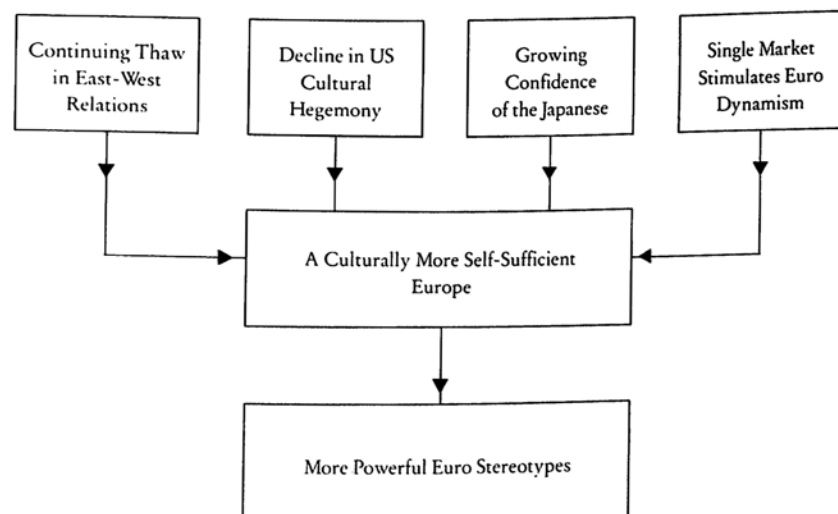 Continuing Thaw
in East-West
Relations
Decline in US
Cultural
Hegemony
Growing
Confidence
of the Japanese
Single Market
Stimulates Euro
Dynamism
A Culturally More Self-Sufficient
Europe
More Powerful Euro Stereotypes